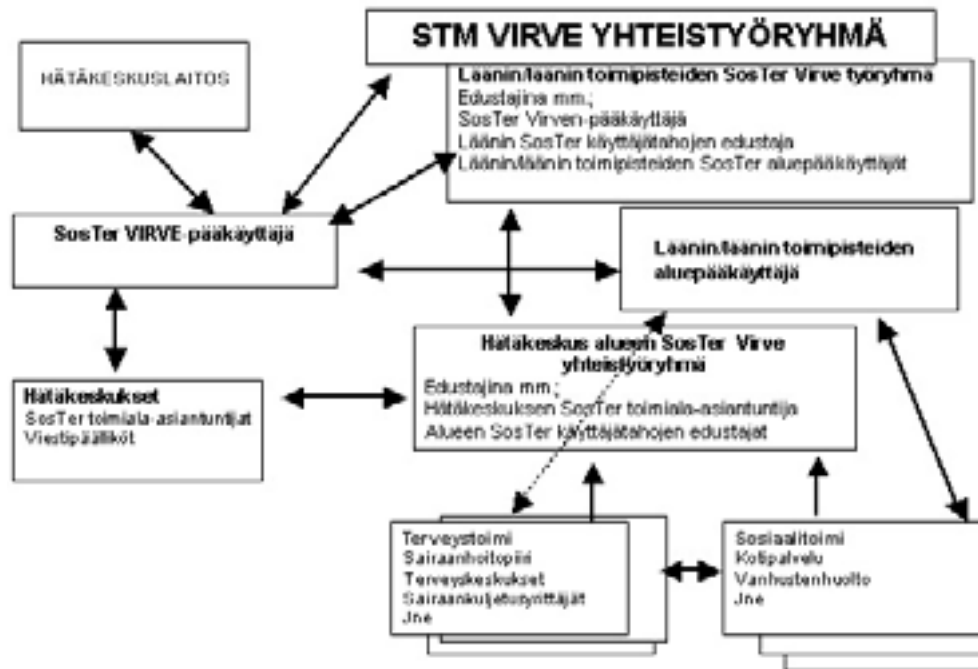 STM VIRVE YHTEISTYÖRYHMÄ
HÄTÄKESKUSLAITOS
Läänin/läänin toimipisteiden SosTer Virve työryhmä
Edustajina mm.;
SosTer Virven-pääkäyttäjä
Läänin SosTer käyttäjätahojen edustaja
Läänin/läänin toimipisteiden SosTer aluepääkäyttäjät
SosTer VIRVE-pääkäyttäjä
Läänin/läänin toimipisteiden
aluepääkäyttäjä
Hätäkeskus alueen SosTer Virve
yhteistyöryhmä
Edustajina mm.;
Hätäkeskuksen SosTer toimiala-asiantuntija
Alueen SosTer käyttäjätahojen edustajat
Hätäkeskukset
SosTer toimiala-asiantuntijat
Viestipäälliköt
Terveystoimi
Sairaanhoitopiiri
Terveyskeskukset
Sairaankuljetusyrittäjät
Jne
Sosiaalitoimi
Kotipalvelu
Vanhustenhuolto
Jne